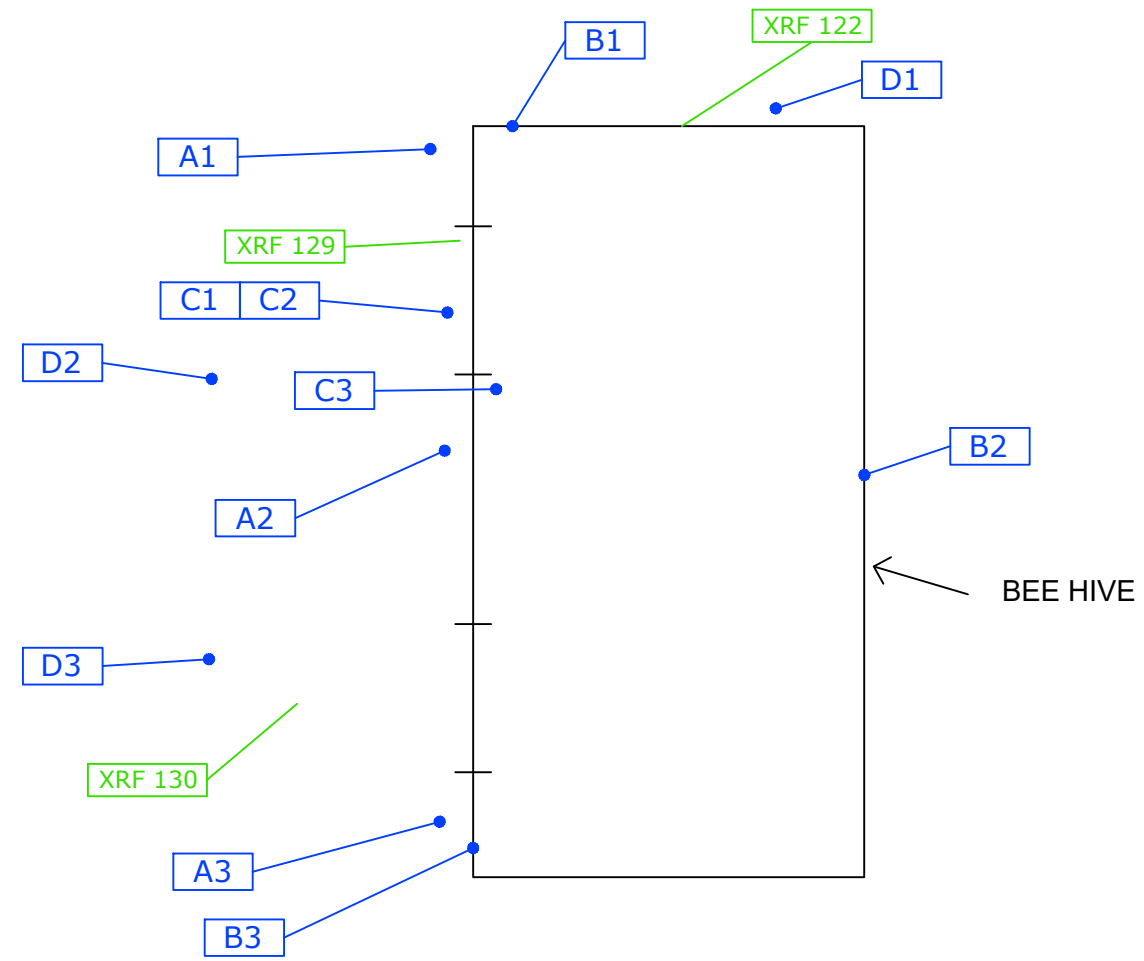 XRF 122
B1
D1
A1
XRF 129
C1 C2
D2
C3
B2
A2
BEE HIVE
D3
XRF 130
A3
B3